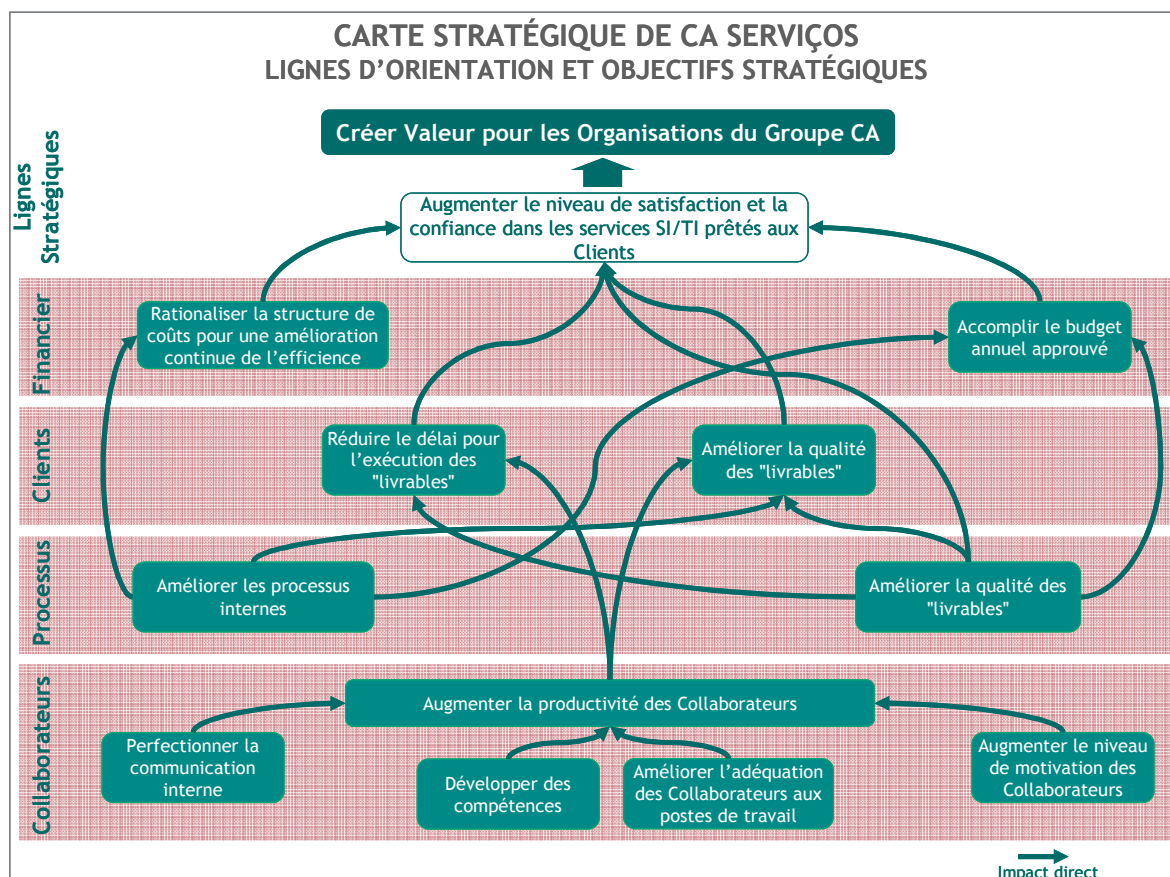 CARTE STRATÉGIQUE DE CA SERVIÇOS
LIGNES D'ORIENTATION ET OBJECTIFS STRATÉGIQUES
Lignes
Stratégiques
Créer Valeur pour les Organisations du Groupe CA
Augmenter le niveau de satisfaction et la
confiance dans les services SI/TI prêtés aux
Clients
Financier
Rationaliser la structure de
coûts pour une amélioration
continue de l'efficience
Accomplir le budget
annuel approuvé
Clients
Réduire le délai pour
l'exécution des
"livrables"
Améliorer la qualité
des "livrables"
Processus
Améliorer les processus
internes
Améliorer la qualité des
"livrables"
Collaborateurs
Augmenter la productivité des Collaborateurs
Perfectionner la
communication
interne
Développer des
compétences
Améliorer l'adéquation
des Collaborateurs aux
postes de travail
Augmenter le niveau
de motivation des
Collaborateurs
Impact direct